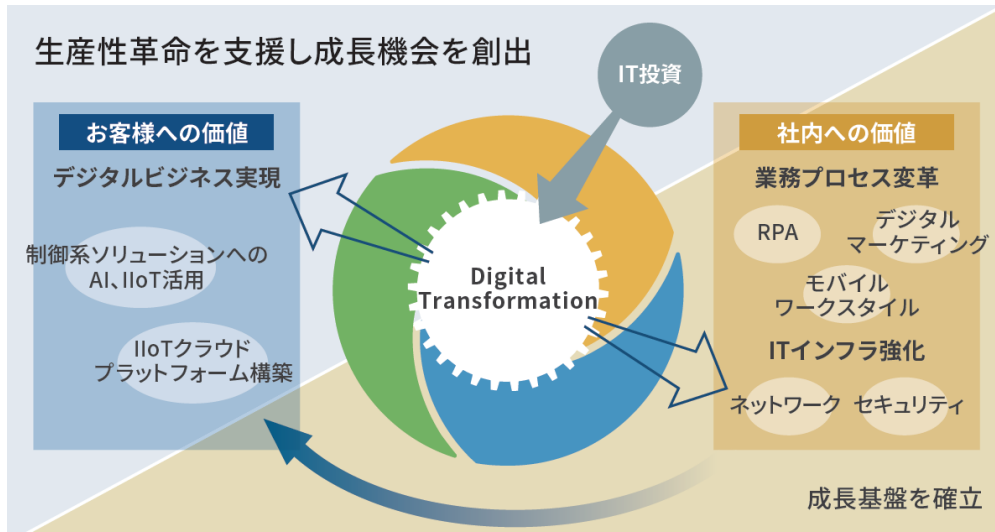 生産性革命を支援し成長機会を創出
IT投資
お客様への価値
デジタルビジネス実現
制御系ソリューションへの
AI、IIoT活用
IIoTクラウド
プラットフォーム構築
Digital
Transformation
社内への価値
業務プロセス変革
RPA
デジタル
マーケティング
モバイル
ワークスタイル
ITインフラ強化
ネットワーク
セキュリティ
成長基盤を確立